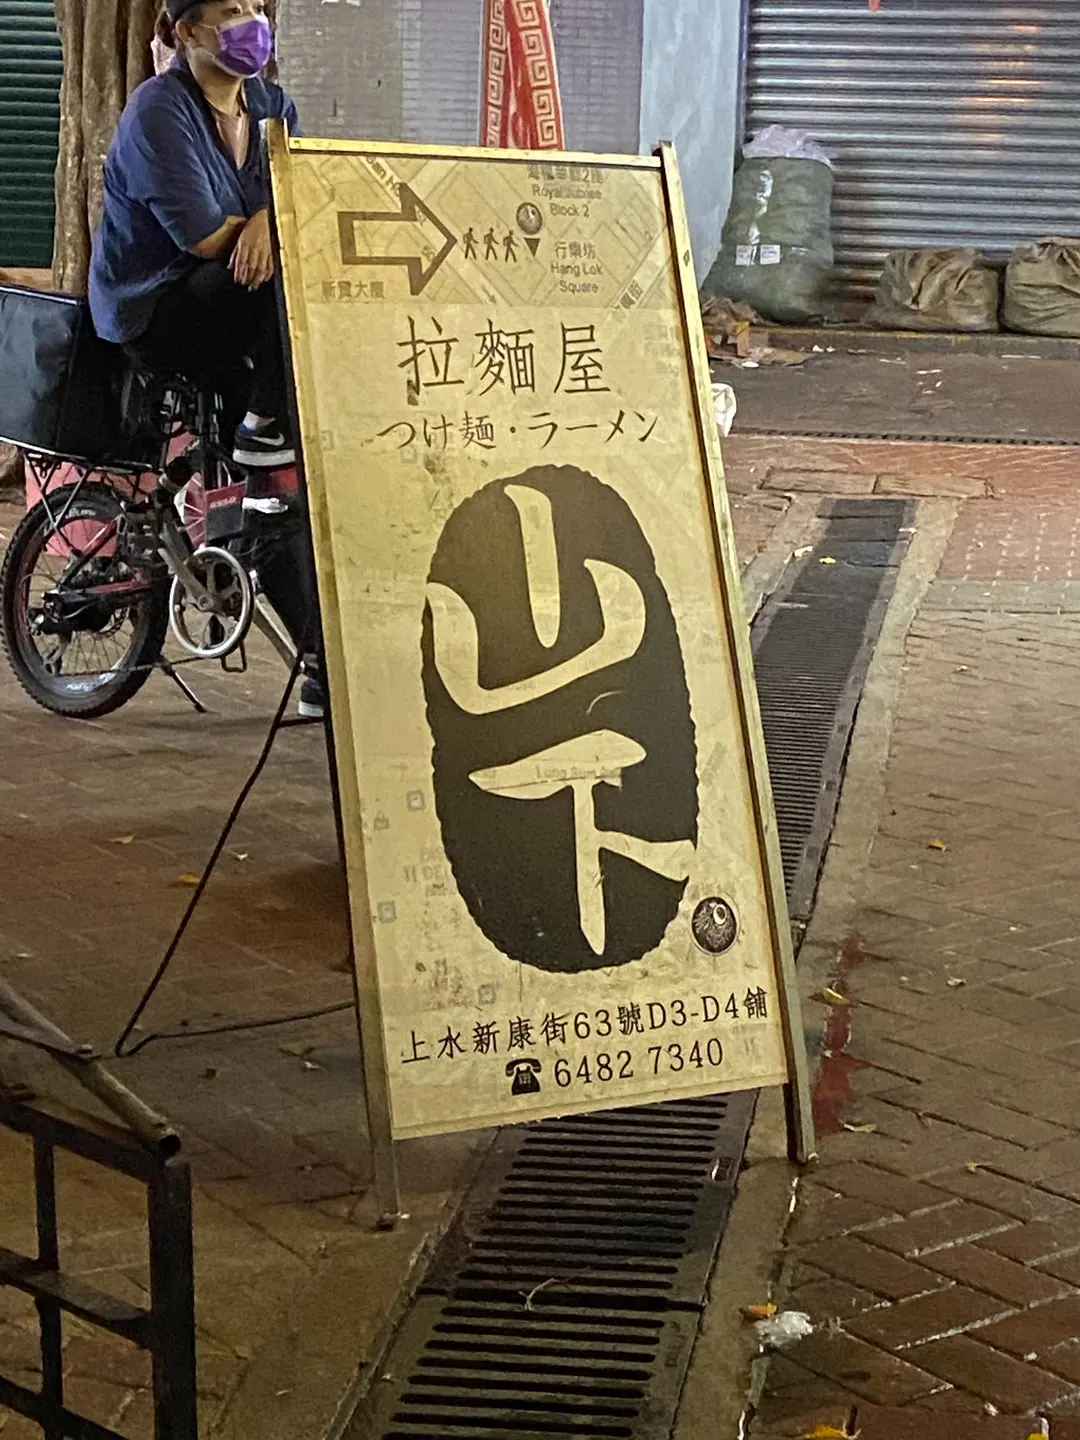 Royal Jubilee
Block 2
行樂坊
Hang Lok
Square
新寶大廈
拉麵屋
つけ麺・ラーメン
山下
上水新康街63號D3-D4舖
☎ 6482 7340